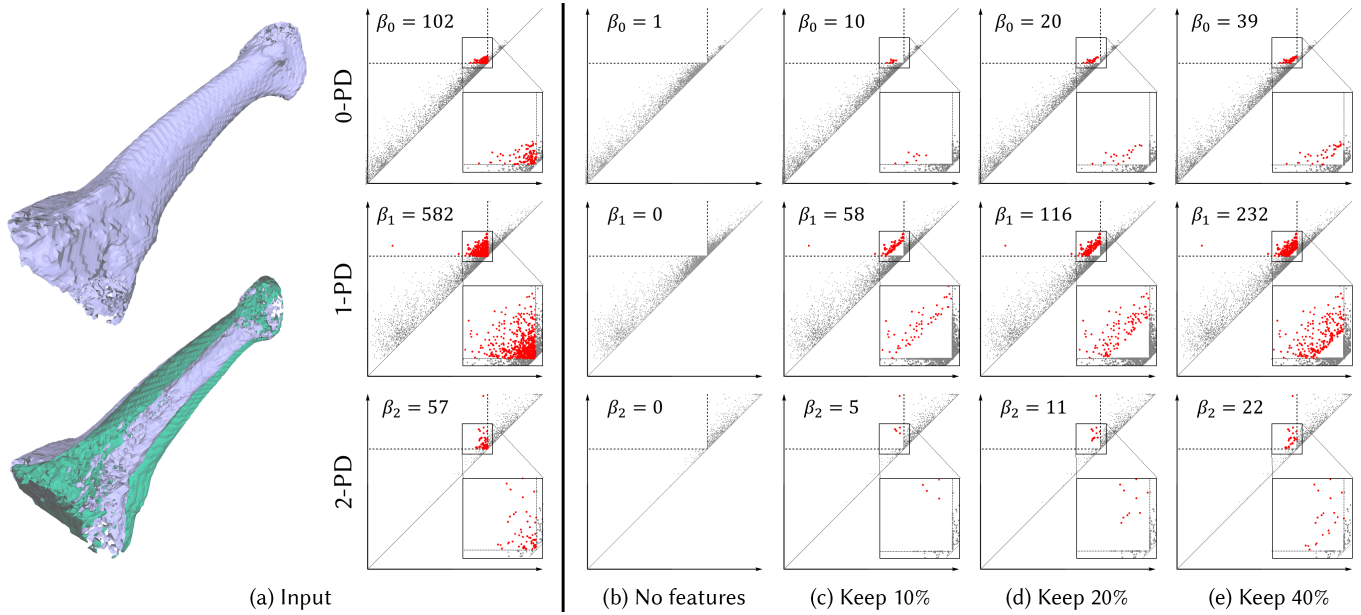 0-PD
β₀ = 102
β₀ = 1
β₀ = 10
β₀ = 20
β₀ = 39
1-PD
β₁ = 582
β₁ = 0
β₁ = 58
β₁ = 116
β₁ = 232
2-PD
β₂ = 57
β₂ = 0
β₂ = 5
β₂ = 11
β₂ = 22
(a) Input
(b) No features
(c) Keep 10%
(d) Keep 20%
(e) Keep 40%